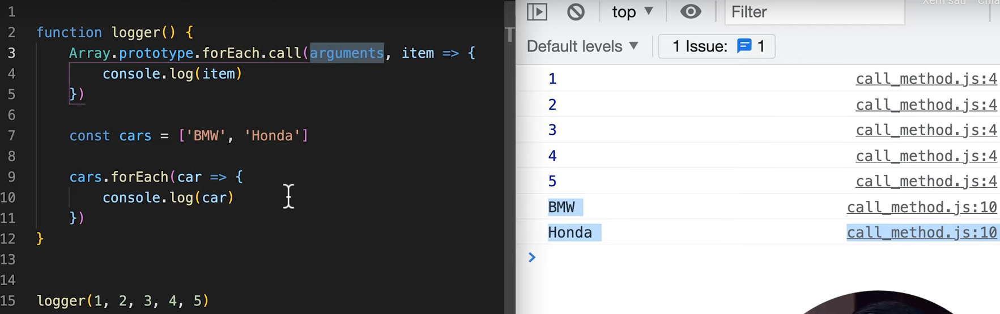 1
2 function logger() {
3 Array.prototype.forEach.call(arguments, item => {
4 console.log(item)
5 })
6
7 const cars = ['BMW', 'Honda']
8
9 cars.forEach(car => {
10 console.log(car)
11 })
12 }
13
14
15 logger(1, 2, 3, 4, 5)
T
Xem sau
top ▼ Filter
Default levels ▼ 1 Issue: 1
1 call_method.js:4
2 call_method.js:4
3 call_method.js:4
4 call_method.js:4
5 call_method.js:4
BMW call_method.js:10
Honda call_method.js:10
>